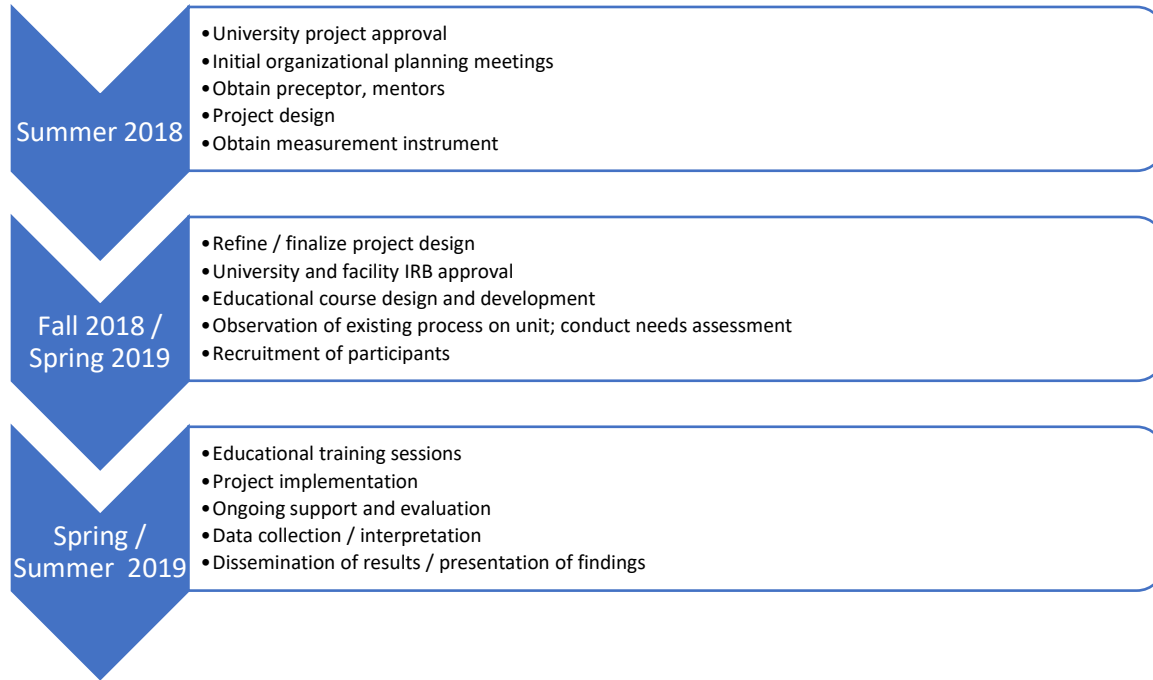 Summer 2018
•University project approval
•Initial organizational planning meetings
•Obtain preceptor, mentors
•Project design
•Obtain measurement instrument
Fall 2018 /
Spring 2019
•Refine / finalize project design
•University and facility IRB approval
•Educational course design and development
•Observation of existing process on unit; conduct needs assessment
•Recruitment of participants
Spring /
Summer 2019
•Educational training sessions
•Project implementation
•Ongoing support and evaluation
•Data collection / interpretation
•Dissemination of results / presentation of findings